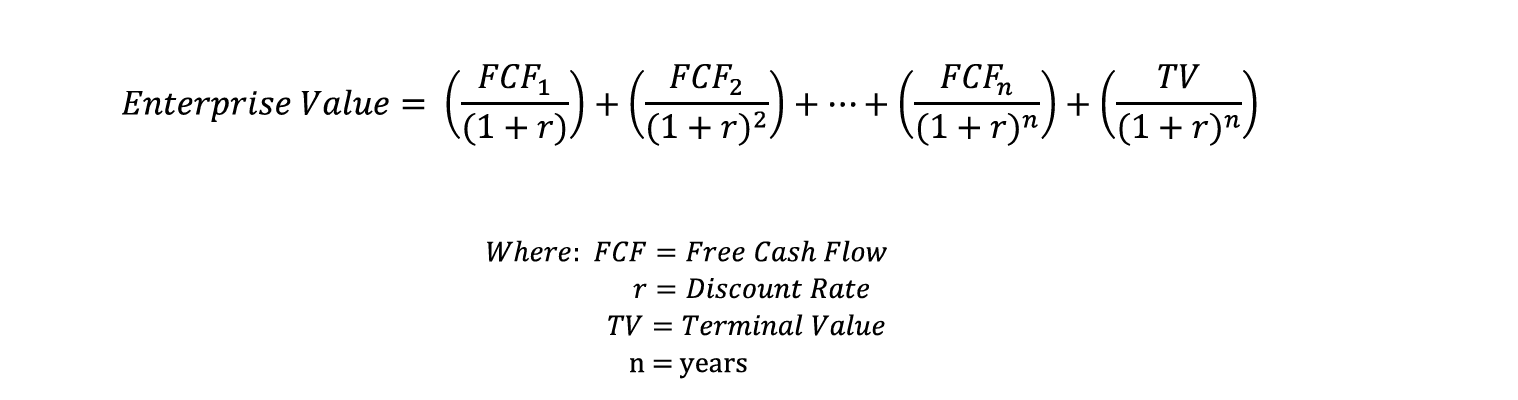 Enterprise Value = (FCF₁/(1 + r)) + (FCF₂/(1 + r)²) + ⋯ + (FCFₙ/(1 + r)ⁿ) + (TV/(1 + r)ⁿ)
Where: FCF = Free Cash Flow
r = Discount Rate
TV = Terminal Value
n = years